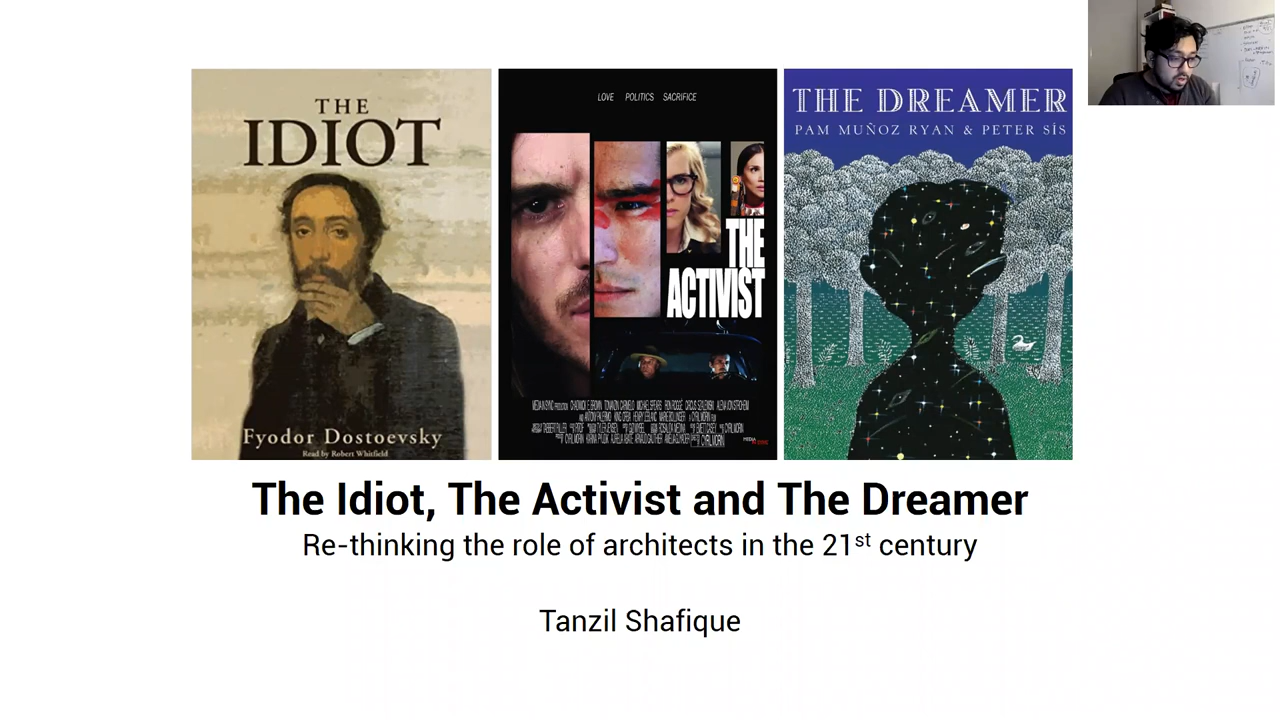 THE
IDIOT
Fyodor Dostoevsky
Read by Robert Whitfield
LOVE POLITICS SACRIFICE
THE
ACTIVIST
THE DREAMER
PAM MUÑOZ RYAN & PETER SÍS
The Idiot, The Activist and The Dreamer
Re-thinking the role of architects in the 21st century
Tanzil Shafique